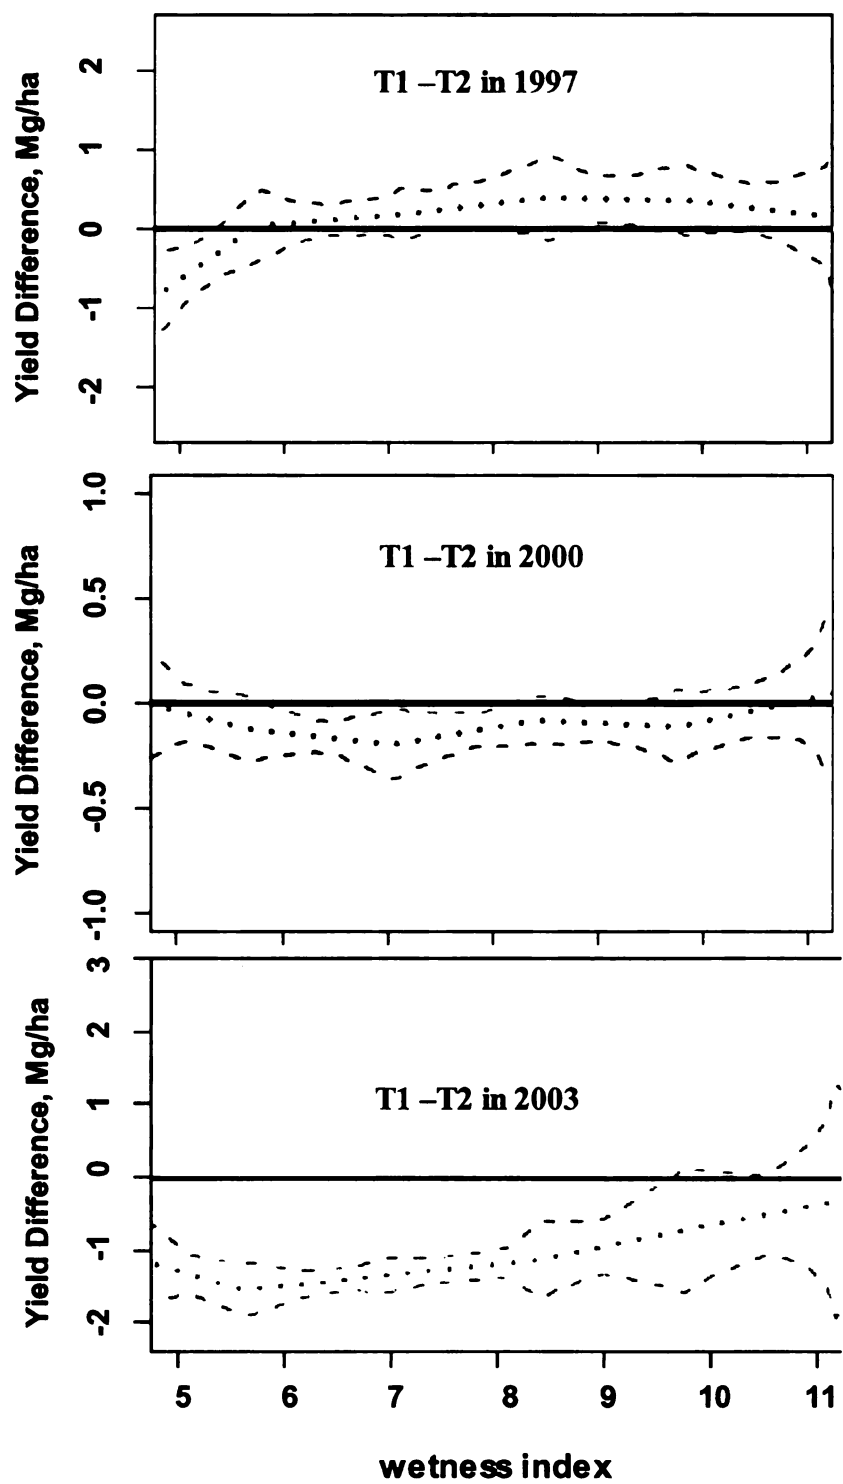 T1 –T2 in 1997
Yield Difference, Mg/ha
2
1
0
-1
-2
T1 –T2 in 2000
Yield Difference, Mg/ha
1.0
0.5
0.0
-0.5
-1.0
T1 –T2 in 2003
Yield Difference, Mg/ha
3
2
1
0
-1
-2
5 6 7 8 9 10 11
wetness index